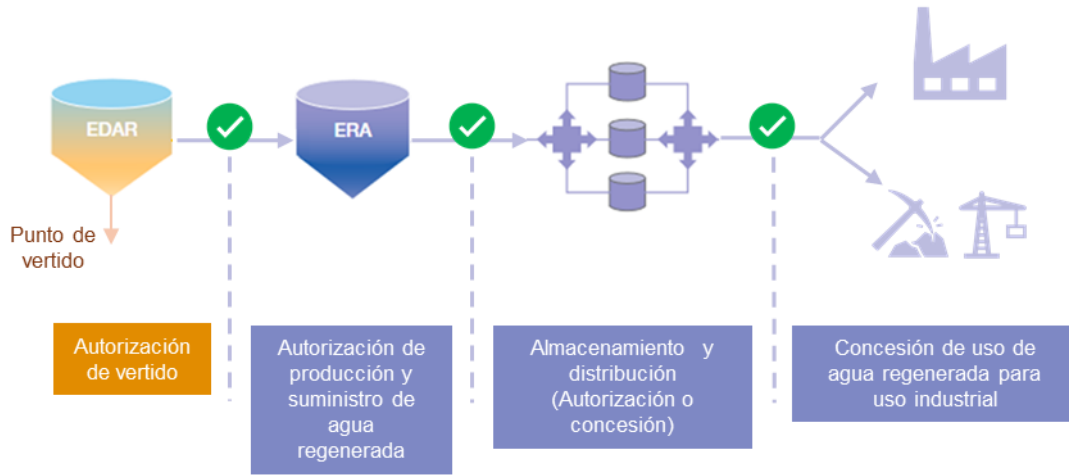 EDAR
ERA
Punto de
vertido
Autorización
de vertido
Autorización de
producción y
suministro de
agua
regenerada
Almacenamiento y
distribución
(Autorización o
concesión)
Concesión de uso de
agua regenerada para
uso industrial